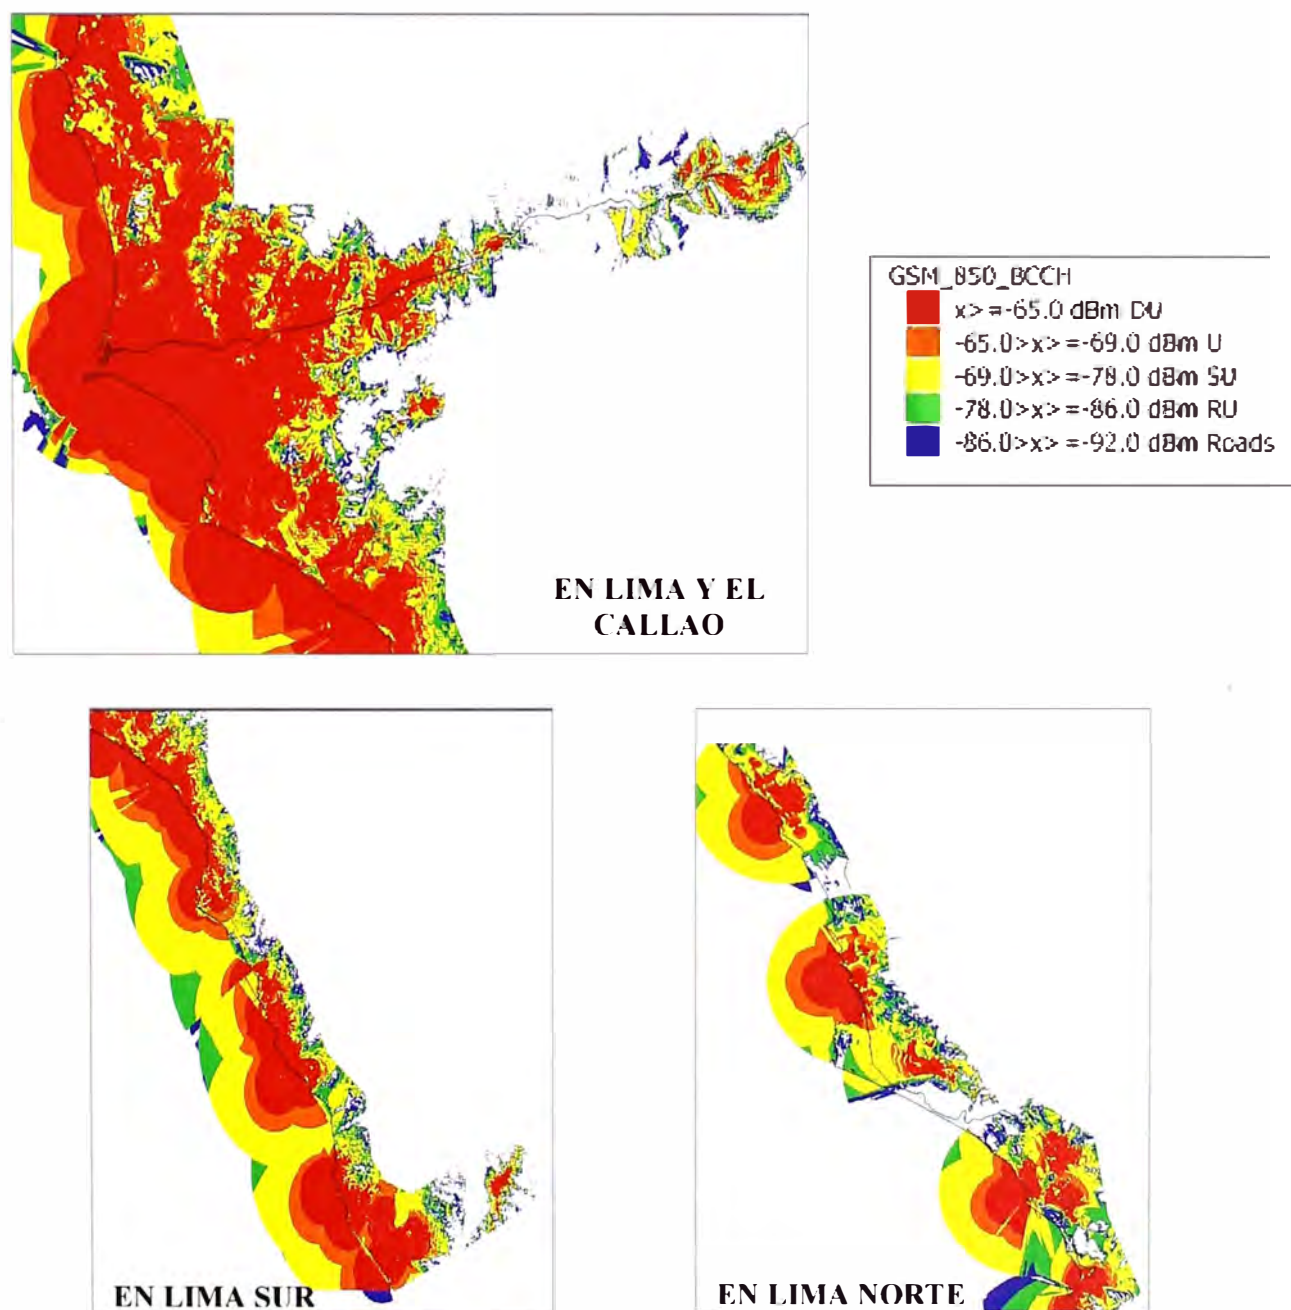 GSM_850_BCCH
x>=-65.0 dBm DU
-65.0>x>=-69.0 dBm U
-69.0>x>=-78.0 dBm SU
-78.0>x>=-86.0 dBm RU
-86.0>x>=-92.0 dBm Roads
EN LIMA Y EL
CALLAO
EN LIMA SUR
EN LIMA NORTE